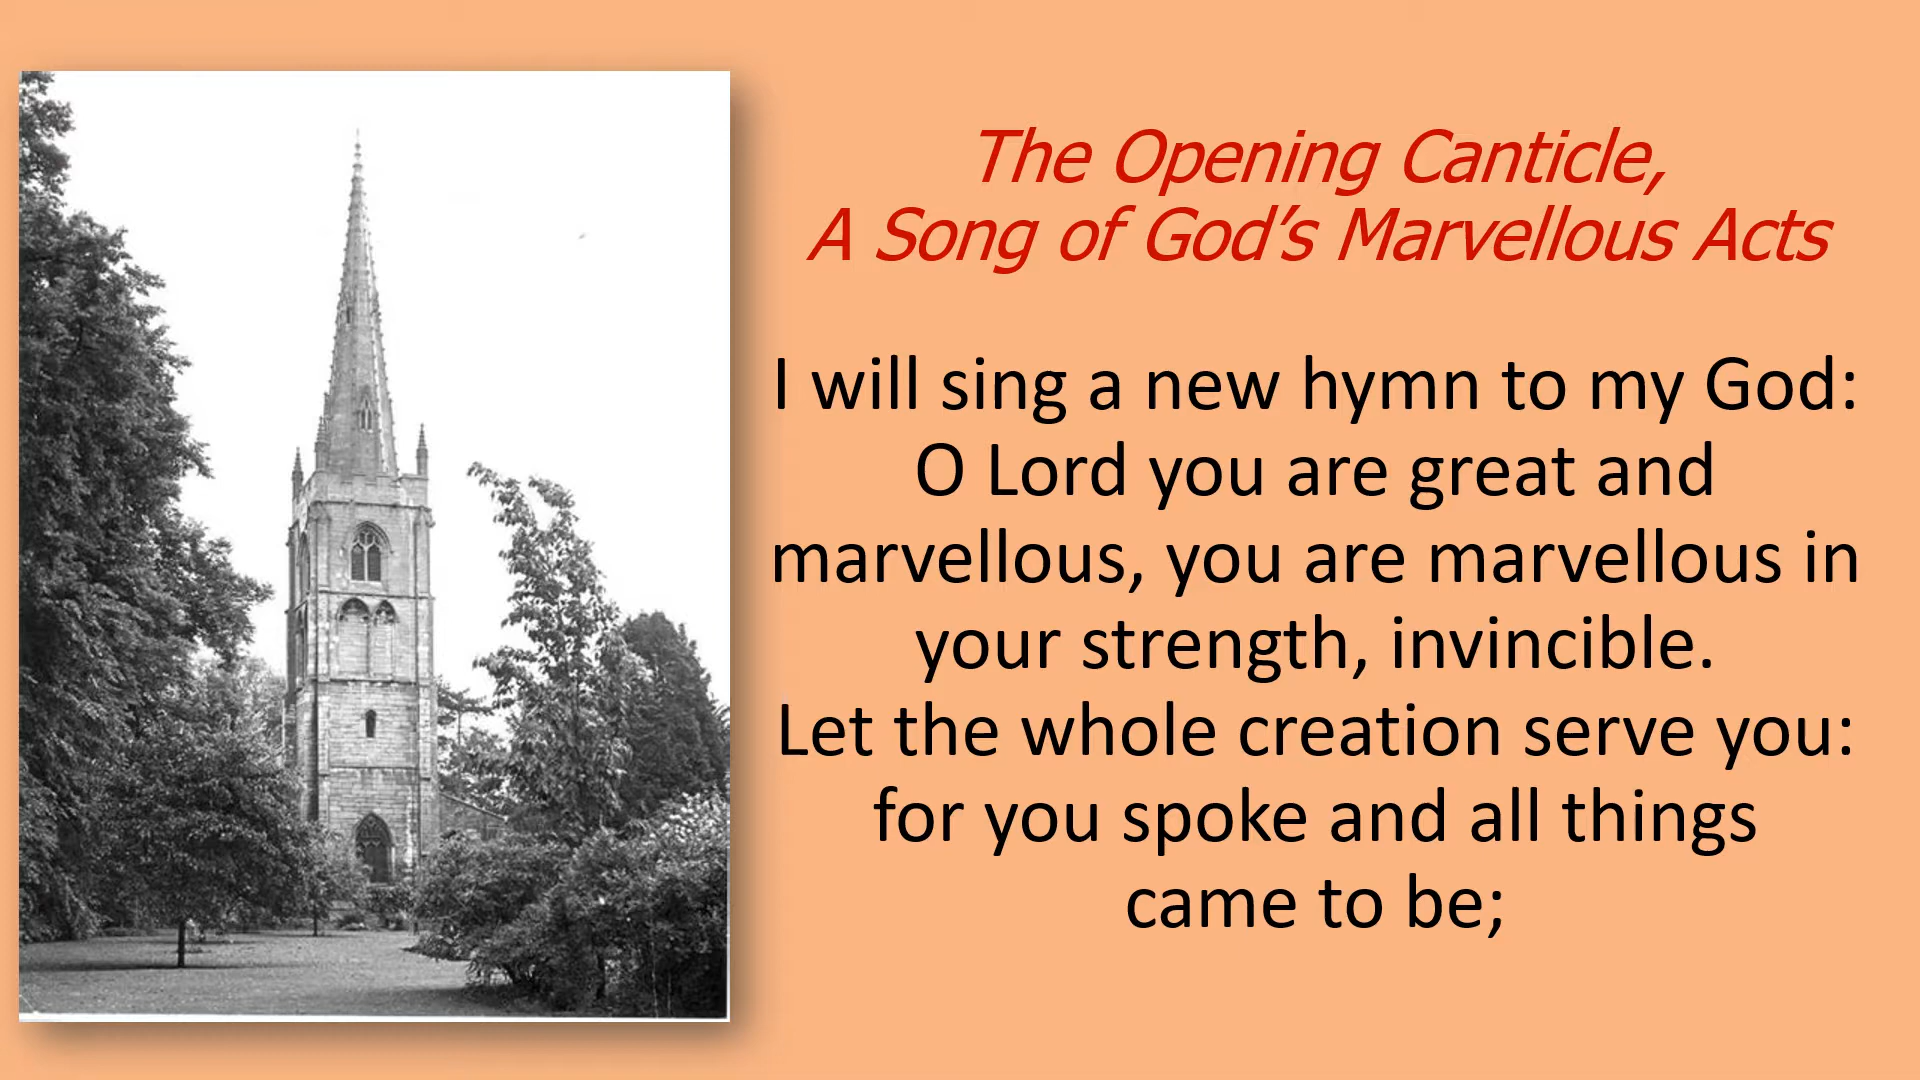 The Opening Canticle,
A Song of God’s Marvellous Acts
I will sing a new hymn to my God:
O Lord you are great and
marvellous, you are marvellous in
your strength, invincible.
Let the whole creation serve you:
for you spoke and all things
came to be;